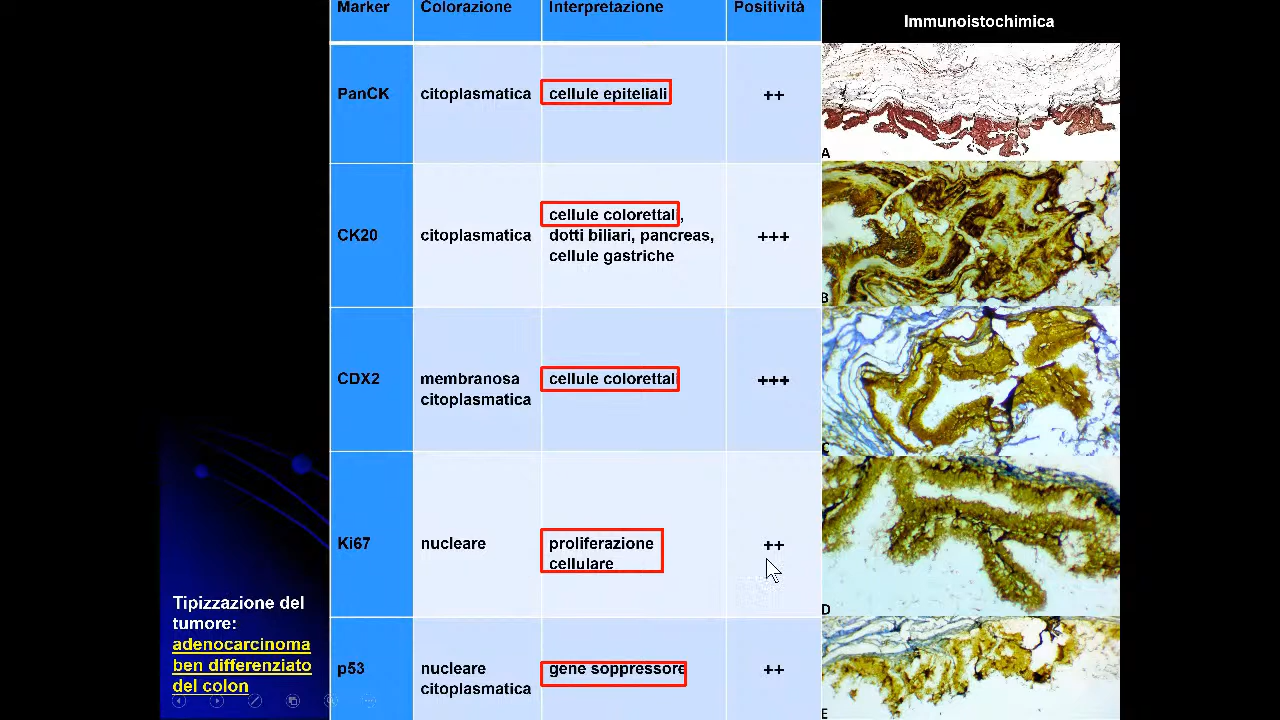 Marker Colorazione Interpretazione Positività
Immunoistochimica
PanCK citoplasmatica cellule epiteliali ++
A
CK20 citoplasmatica cellule colorettali,
dotti biliari, pancreas,
cellule gastriche
+++
B
CDX2 membranosa
citoplasmatica
cellule colorettali
+++
C
Ki67 nucleare proliferazione
cellulare
++
D
p53 nucleare
citoplasmatica
gene soppressore
++
E
Tipizzazione del
tumore:
adenocarcinoma
ben differenziato
del colon